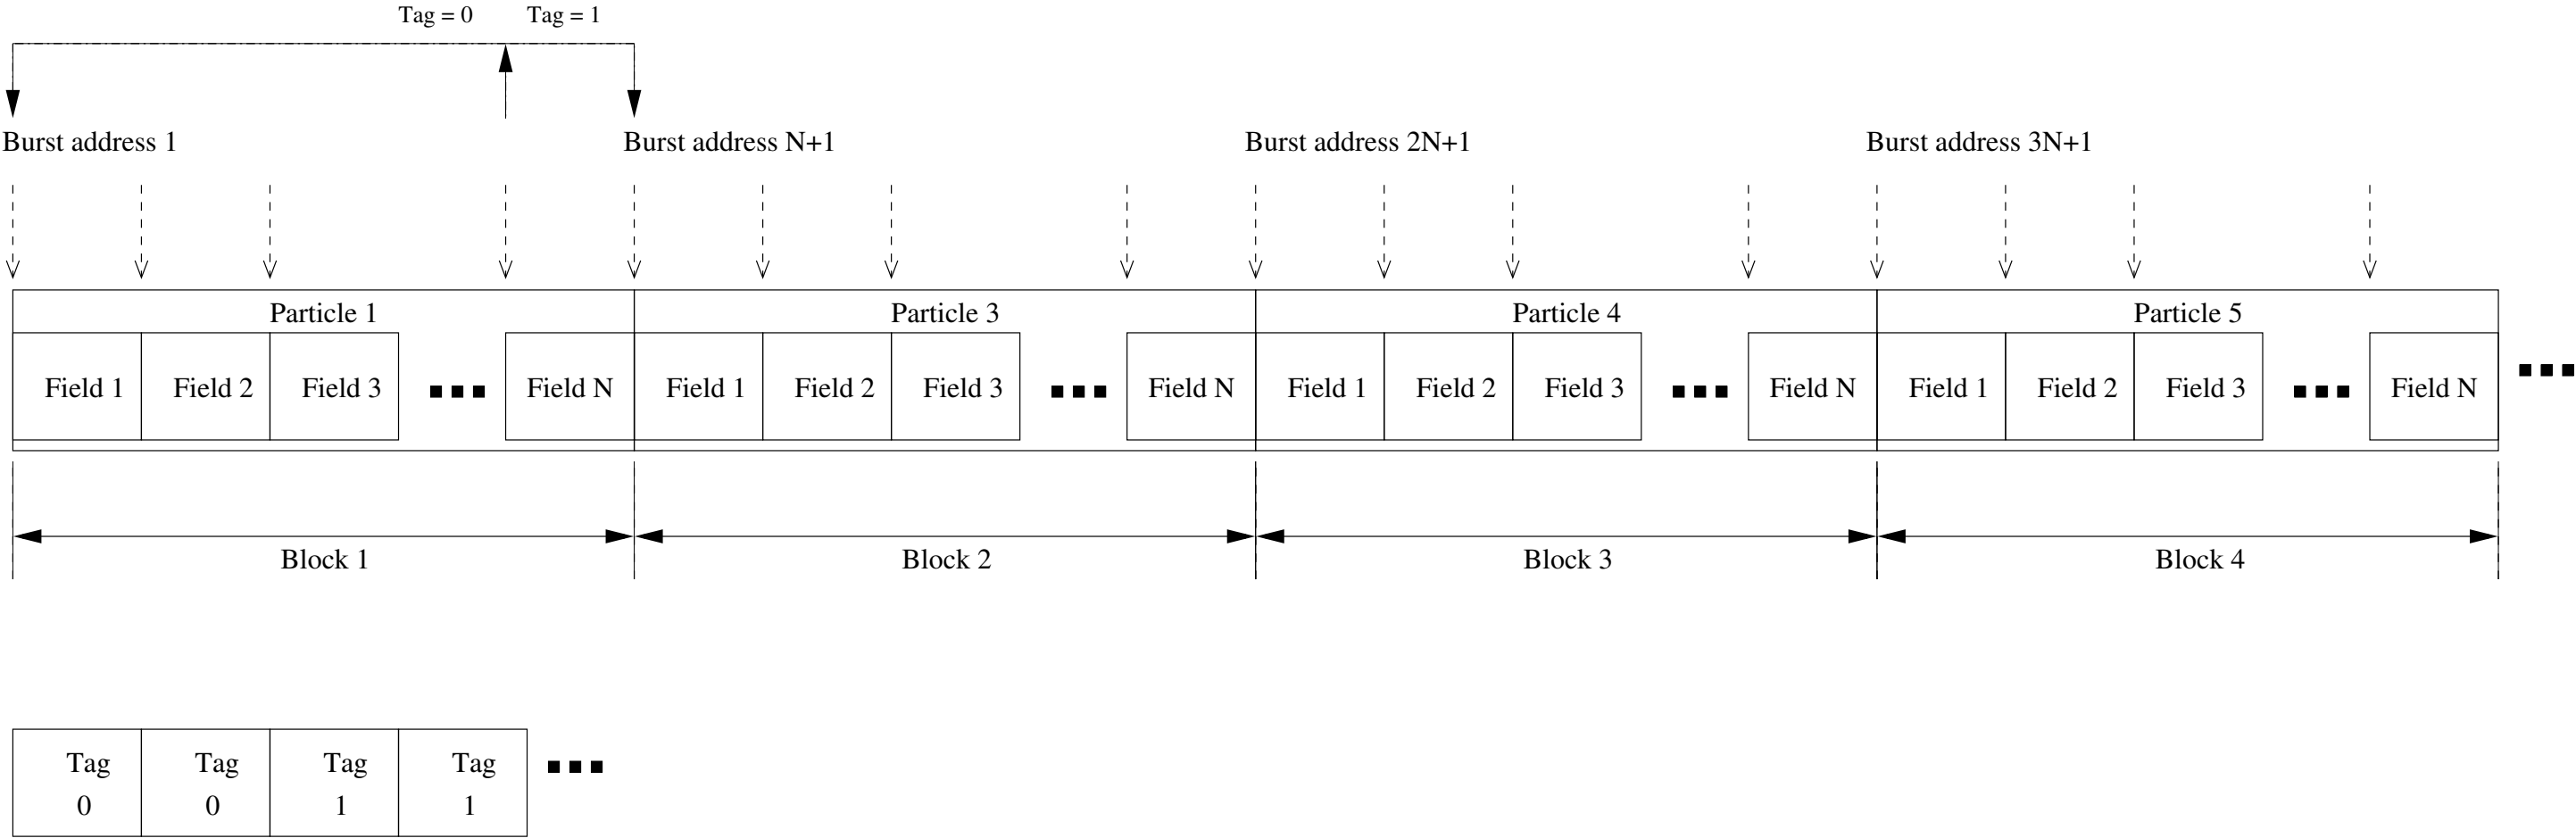 Tag = 0 Tag = 1
Burst address 1 Burst address N+1 Burst address 2N+1 Burst address 3N+1
Particle 1 Particle 3 Particle 4 Particle 5
Field 1 Field 2 Field 3 Field N Field 1 Field 2 Field 3 Field N Field 1 Field 2 Field 3 Field N Field 1 Field 2 Field 3 Field N
Block 1 Block 2 Block 3 Block 4
Tag Tag Tag Tag
0 0 1 1